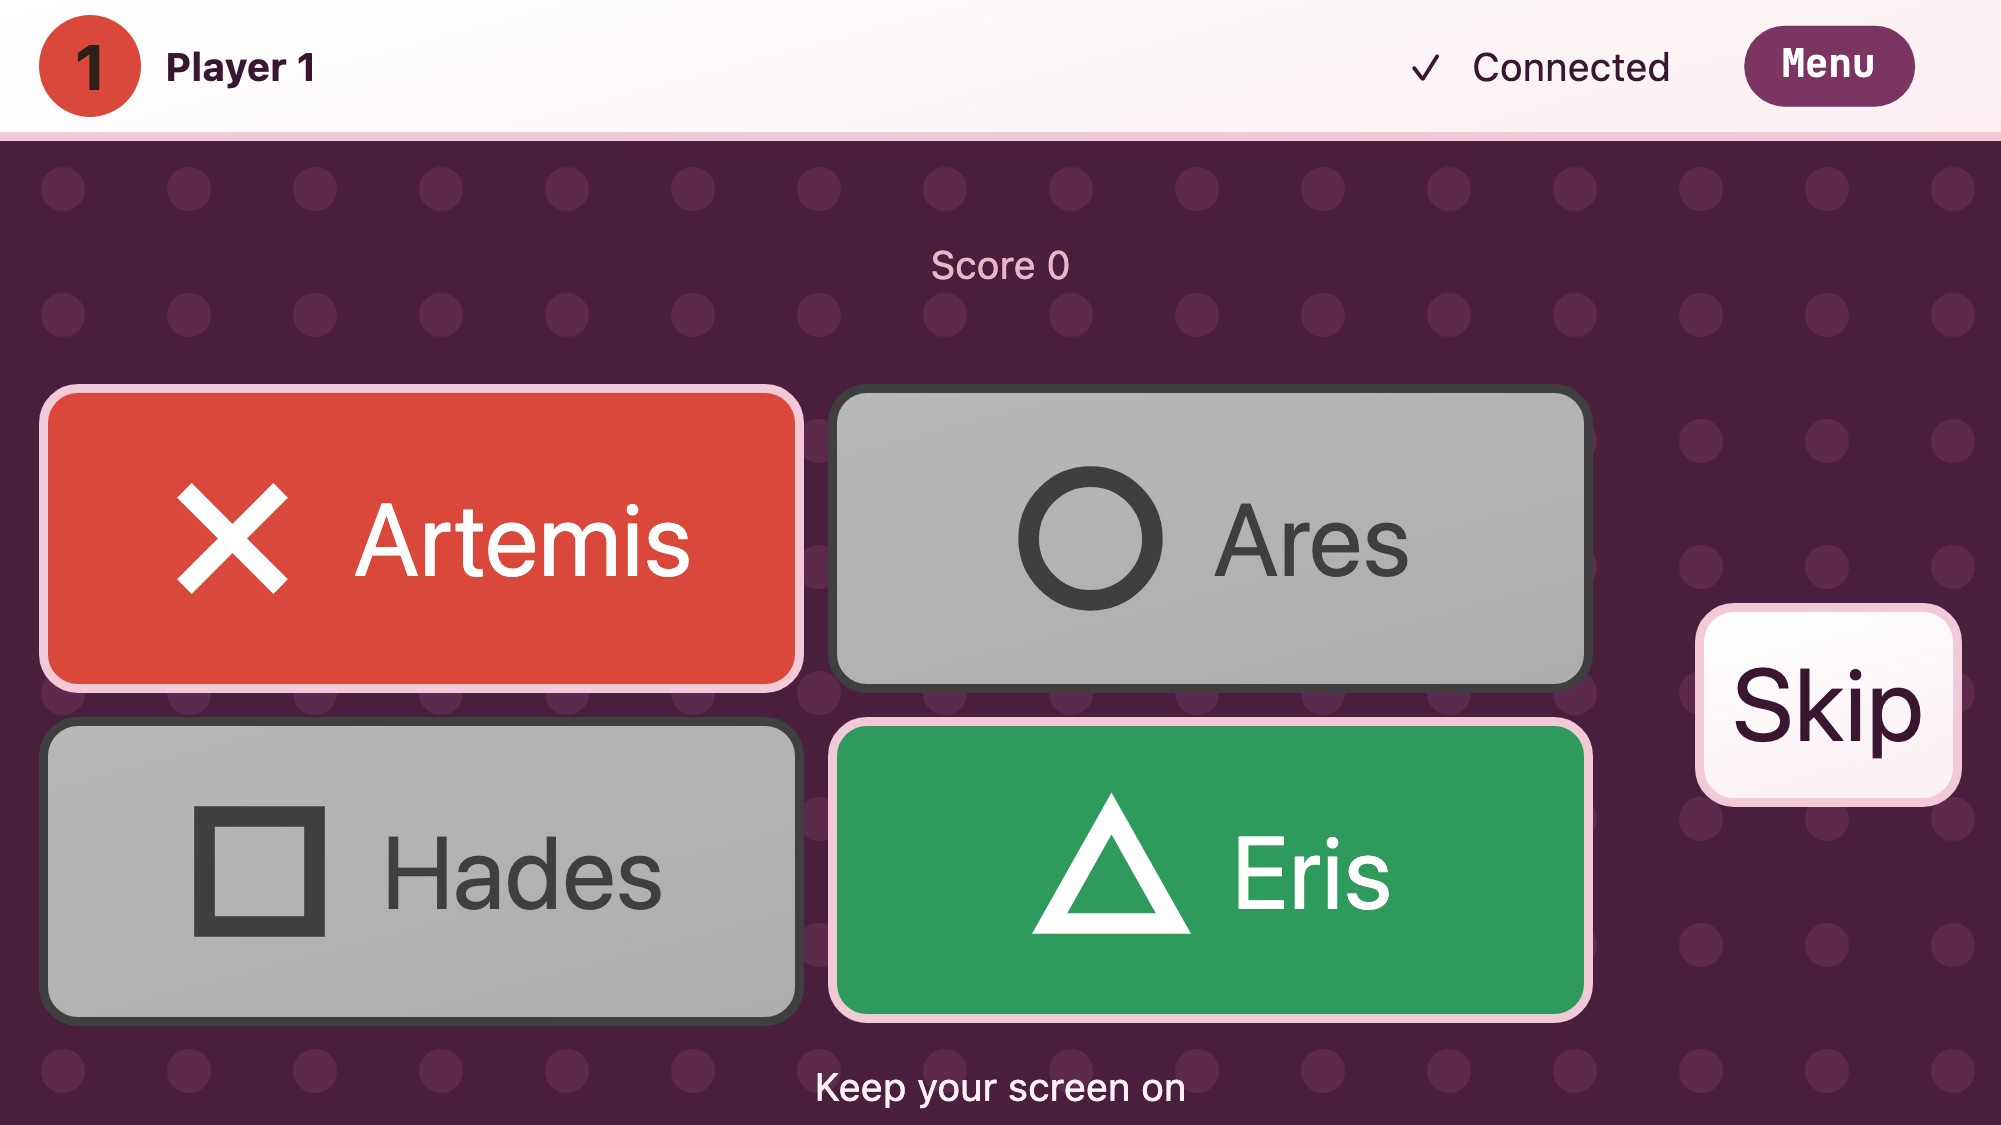 1 Player 1
✓ Connected
Menu
Score 0
Artemis
Ares
Hades
Eris
Skip
Keep your screen on